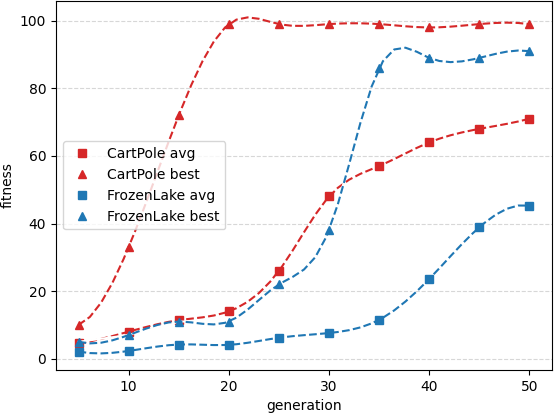 100
80
60
40
20
0
fitness
CartPole avg
CartPole best
FrozenLake avg
FrozenLake best
10 20 30 40 50
generation